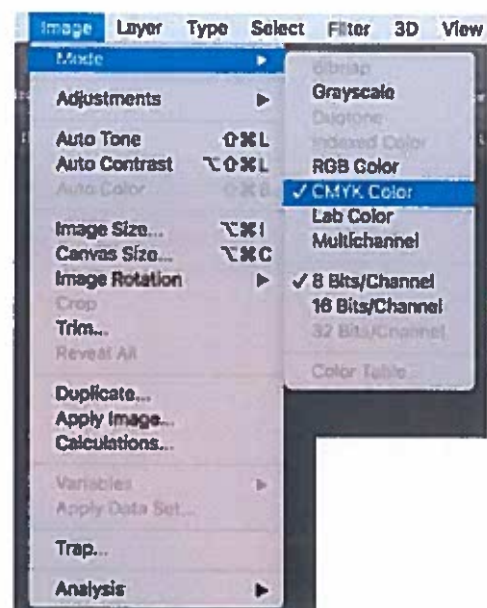 Image Layer Type Select Filter 3D View
Mode
Adjustments
Auto Tone ⇧⌘L
Auto Contrast ⌥⇧⌘L
Auto Color ⇧⌘B
Image Size... ⌥⌘I
Canvas Size... ⌥⌘C
Image Rotation
Crop
Trim...
Reveal All
Duplicate...
Apply Image...
Calculations...
Variables
Apply Data Set...
Trap...
Analysis
Bitmap
Grayscale
Duotone
Indexed Color
RGB Color
✓ CMYK Color
Lab Color
Multichannel
✓ 8 Bits/Channel
16 Bits/Channel
32 Bits/Channel
Color Table...